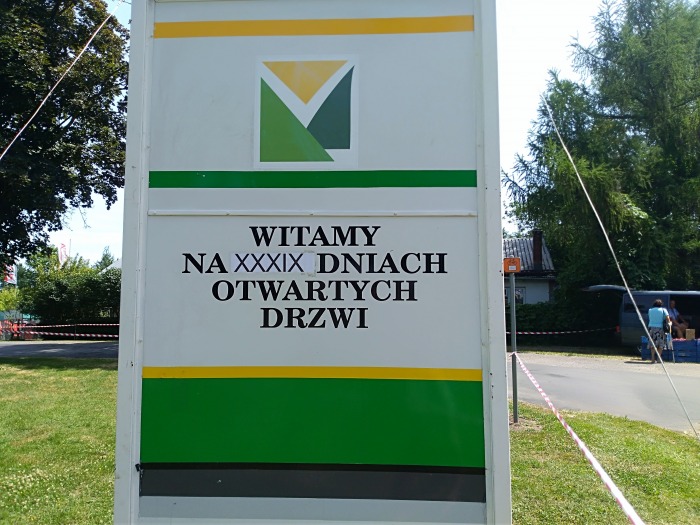 WITAMY
NA XXXIX DNIACH
OTWARTYCH
DRZWI